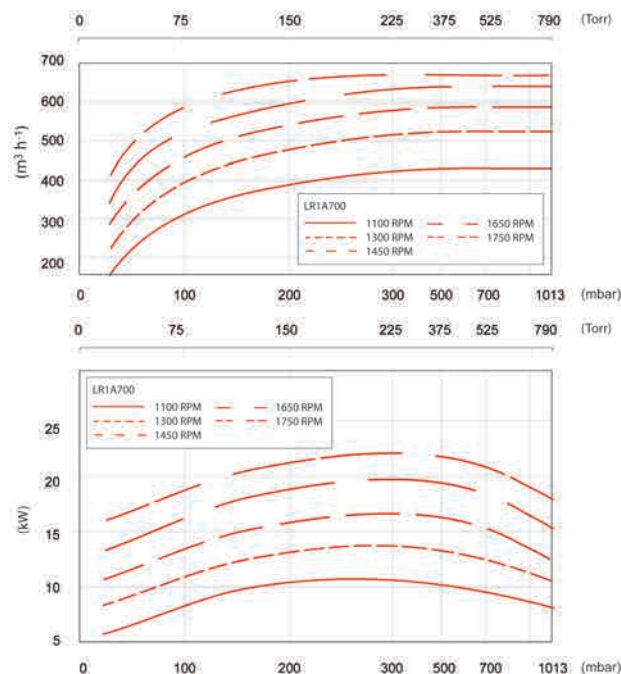 0 75 150 225 375 525 790 (Torr)
700
600
500
400
300
200
(m³ h⁻¹)
LR1A700
1100 RPM 1650 RPM
1300 RPM 1750 RPM
1450 RPM
0 100 200 300 500 700 1013 (mbar)
0 75 150 225 375 525 790 (Torr)
LR1A700
1100 RPM 1650 RPM
1300 RPM 1750 RPM
1450 RPM
25
20
15
10
5
(kW)
0 100 200 300 500 700 1013 (mbar)